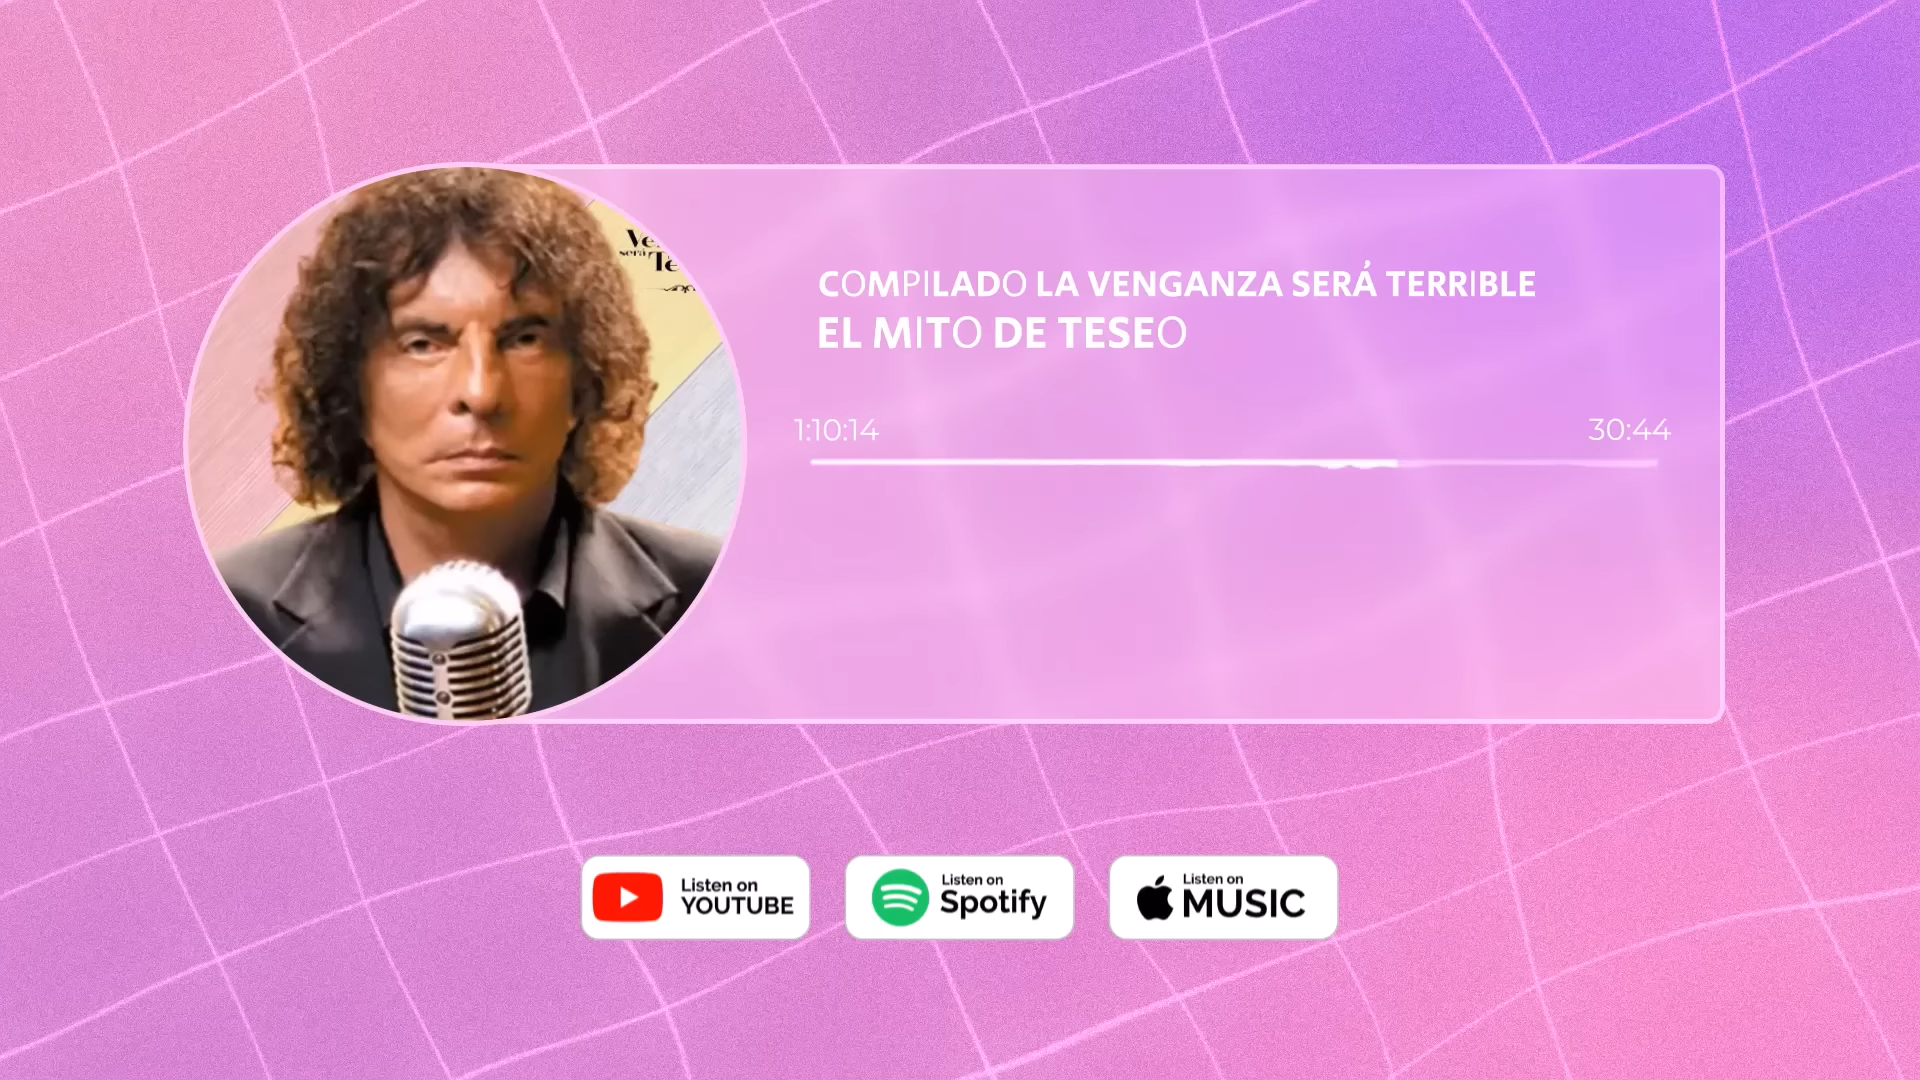 será
COMPILADO LA VENGANZA SERÁ TERRIBLE
EL MITO DE TESEO
1:10:14
30:44
Listen on
YOUTUBE
Listen on
Spotify
Listen on
MUSIC